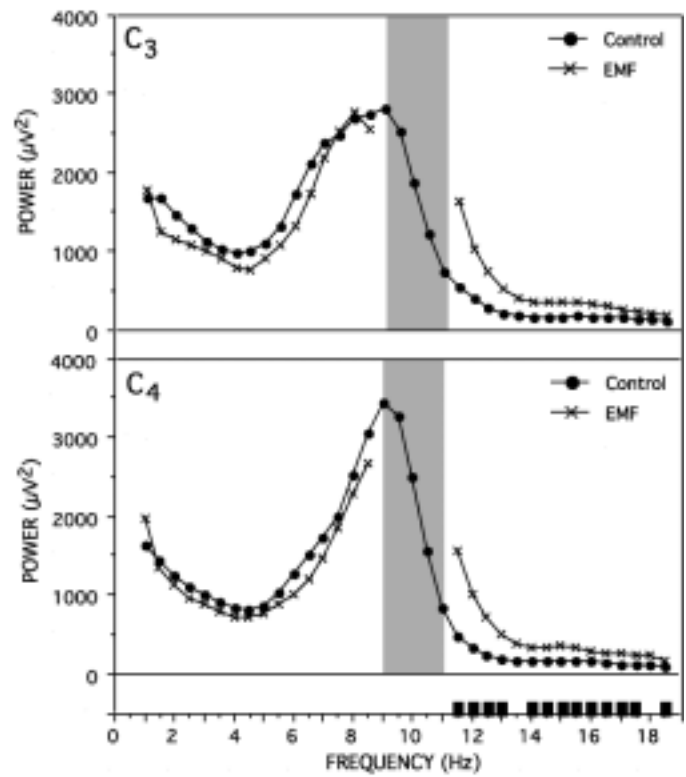 4000
C3
Control
EMF
3000
POWER (µV²)
2000
1000
0
4000
C4
Control
EMF
3000
POWER (µV²)
2000
1000
0
0 2 4 6 8 10 12 14 16 18
FREQUENCY (Hz)